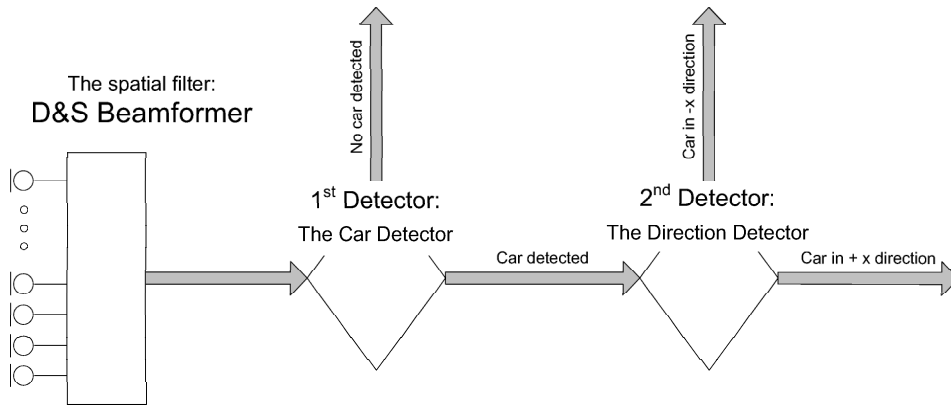 The spatial filter:
D&S Beamformer
No car detected
1st Detector:
The Car Detector
Car detected
Car in -x direction
2nd Detector:
The Direction Detector
Car in + x direction